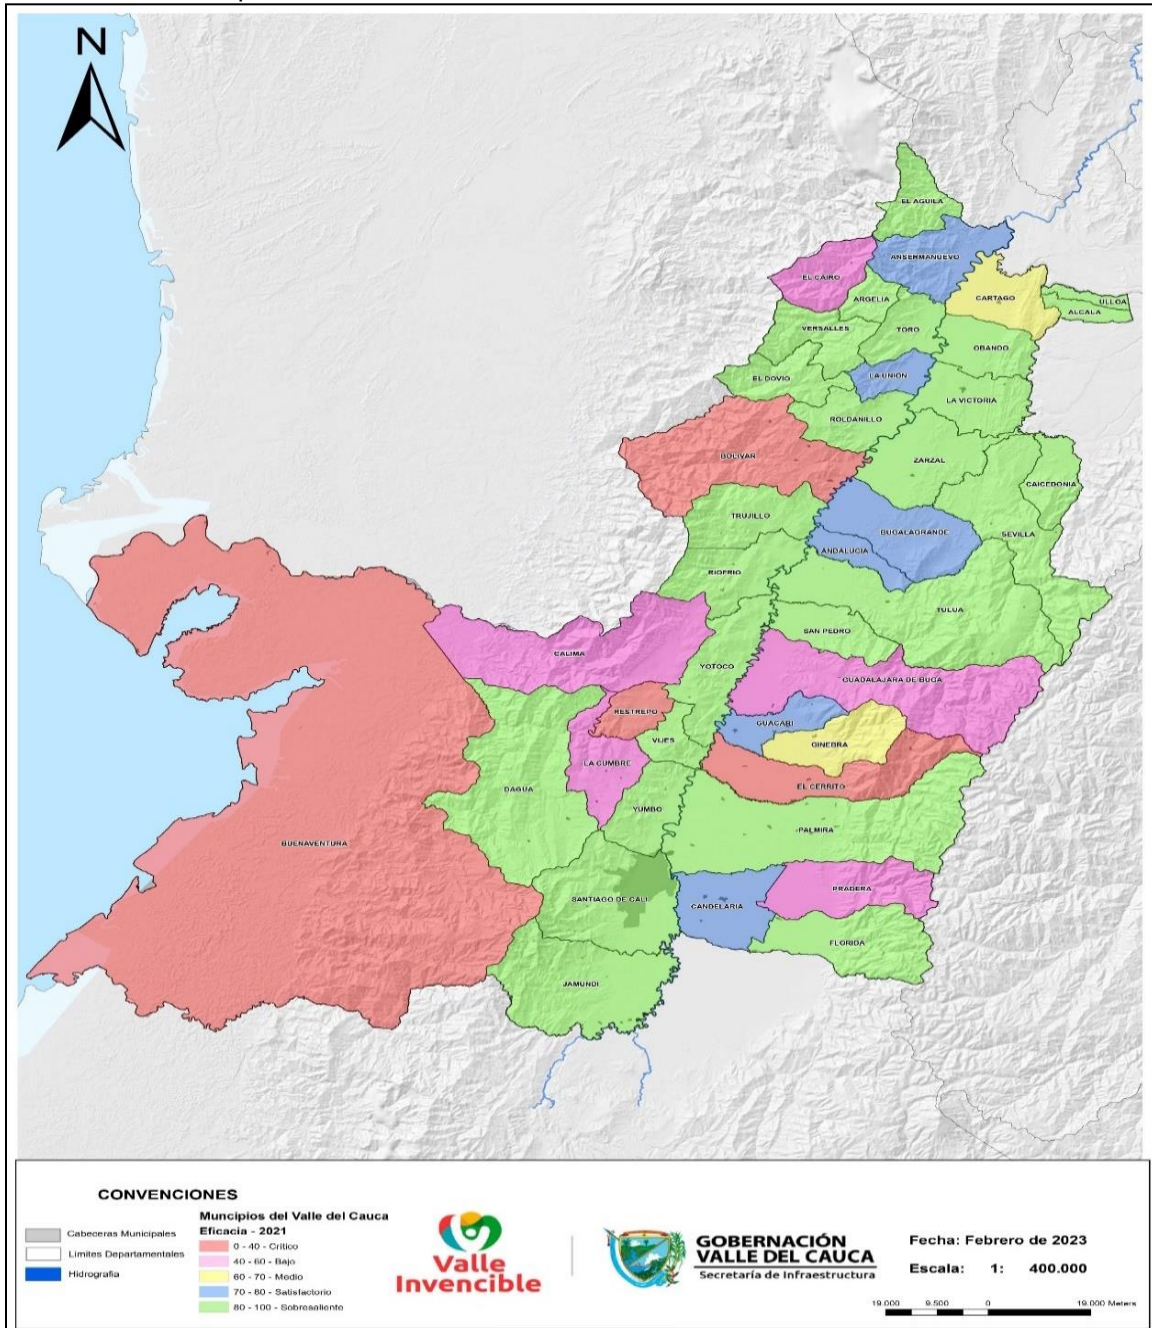 N
EL AGUILA
ANSERMANUEVO
EL CAIRO
CARTAGO
ULLOA
ALCALA
ARGELIA
VERSALLES
TORO
OBANDO
EL DOVIO
LA UNION
LA VICTORIA
ROLDANILLO
BOLIVAR
ZARZAL
CAICEDONIA
TRUJILLO
BUGALAGRANDE
SEVILLA
ANDALUCIA
RIOFRIO
TULUA
SAN PEDRO
CALIMA
YOTOCO
GUADALAJARA DE BUGA
RESTREPO
GUACARI
VIJES
GINEBRA
LA CUMBRE
DAGUA
EL CERRITO
YUMBO
PALMIRA
BUENAVENTURA
PRADERA
SANTIAGO DE CALI
CANDELARIA
FLORIDA
JAMUNDI
CONVENCIONES
Cabeceras Municipales
Limites Departamentales
Hidrografia
Muncipios del Valle del Cauca
Eficacia - 2021
0 - 40 - Critico
40 - 60 - Bajo
60 - 70 - Medio
70 - 80 - Satisfactorio
80 - 100 - Sobresaliente
Valle
Invencible
GOBERNACIÓN
VALLE DEL CAUCA
Secretaría de Infraestructura
Fecha: Febrero de 2023
Escala: 1: 400.000
19.000 9.500 0 19.000 Meters